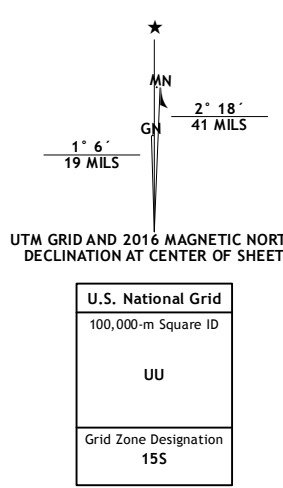 ★
MN
GN
2° 18´
41 MILS
1° 6´
19 MILS
UTM GRID AND 2016 MAGNETIC NORT
DECLINATION AT CENTER OF SHEET
U.S. National Grid
100,000-m Square ID
UU
Grid Zone Designation
15S